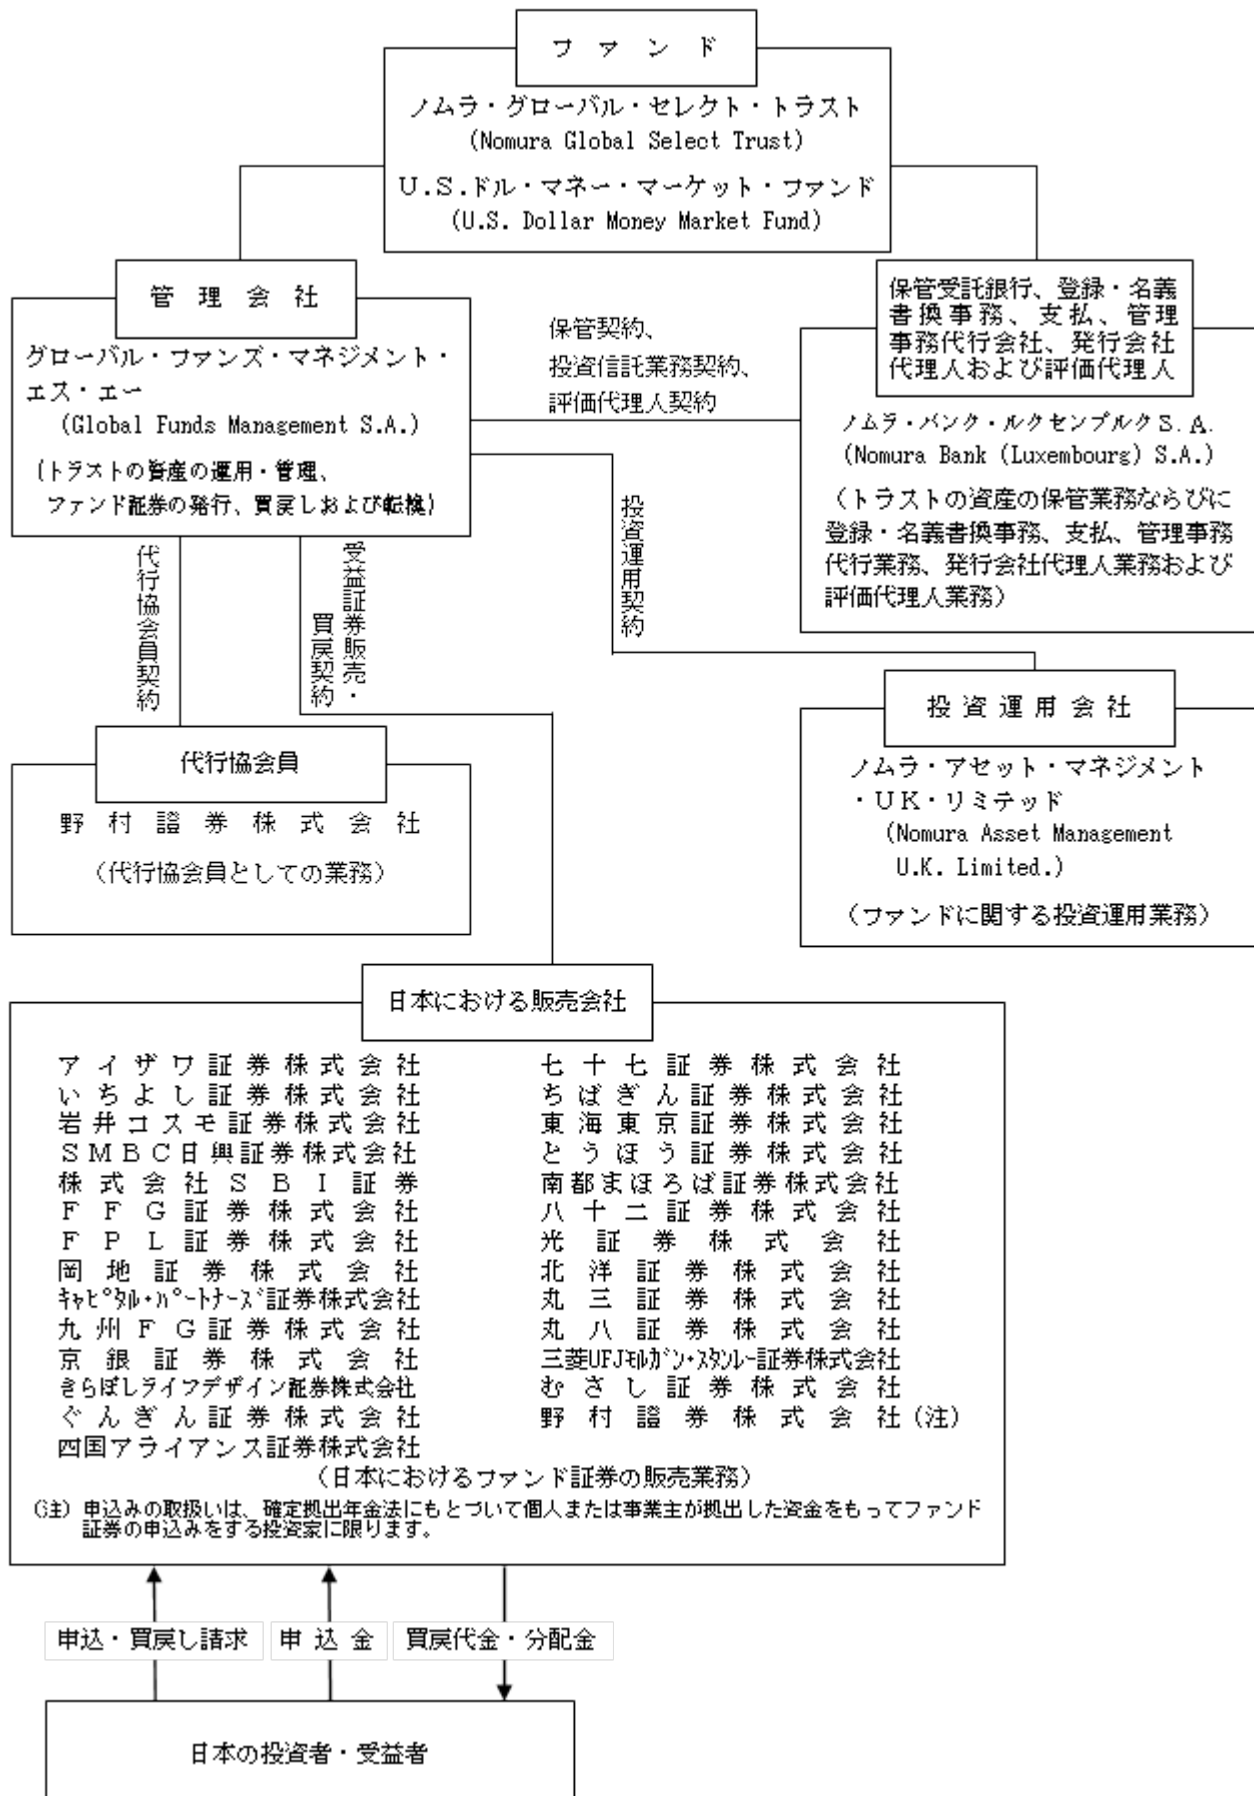 ファンド
ノムラ・グローバル・セレクト・トラスト
(Nomura Global Select Trust)
U.S.ドル・マネー・マーケット・ファンド
(U.S. Dollar Money Market Fund)
管理会社
グローバル・ファンズ・マネジメント・
エス・エー
(Global Funds Management S.A.)
(トラストの資産の運用・管理、
ファンド証券の発行、買戻しおよび転換)
保管契約、
投資信託業務契約、
評価代理人契約
保管受託銀行、登録・名義
書換事務、支払、管理
事務代行会社、発行会社
代理人および評価代理人
ノムラ・バンク・ルクセンブルクS.A.
(Nomura Bank (Luxembourg) S.A.)
(トラストの資産の保管業務ならびに
登録・名義書換事務、支払、管理事務
代行業務、発行会社代理人業務および
評価代理人業務)
代行協会員契約
受益証券販売・
買戻契約
投資運用契約
投資運用会社
ノムラ・アセット・マネジメント
・UK・リミテッド
(Nomura Asset Management
U.K. Limited.)
(ファンドに関する投資運用業務)
代行協会員
野村證券株式会社
(代行協会員としての業務)
日本における販売会社
アイザワ証券株式会社
いちよし証券株式会社
岩井コスモ証券株式会社
SMBC日興証券株式会社
株式会社SBI証券
FFG証券株式会社
FPL証券株式会社
岡地証券株式会社
キャピタル・パートナーズ証券株式会社
九州FG証券株式会社
京銀証券株式会社
きらぼしライフデザイン証券株式会社
ぐんぎん証券株式会社
四国アライアンス証券株式会社
七十七証券株式会社
ちばぎん証券株式会社
東海東京証券株式会社
とうほう証券株式会社
南都まほろば証券株式会社
八十二証券株式会社
光証券株式会社
北洋証券株式会社
丸三証券株式会社
丸八証券株式会社
三菱UFJモルガン・スタンレー証券株式会社
むさし証券株式会社
野村證券株式会社(注)
(日本におけるファンド証券の販売業務)
(注) 申込みの取扱いは、確定拠出年金法にもとづいて個人または事業主が拠出した資金をもってファンド
証券の申込みをする投資家に限ります。
申込・買戻し請求
申込金
買戻代金・分配金
日本の投資者・受益者